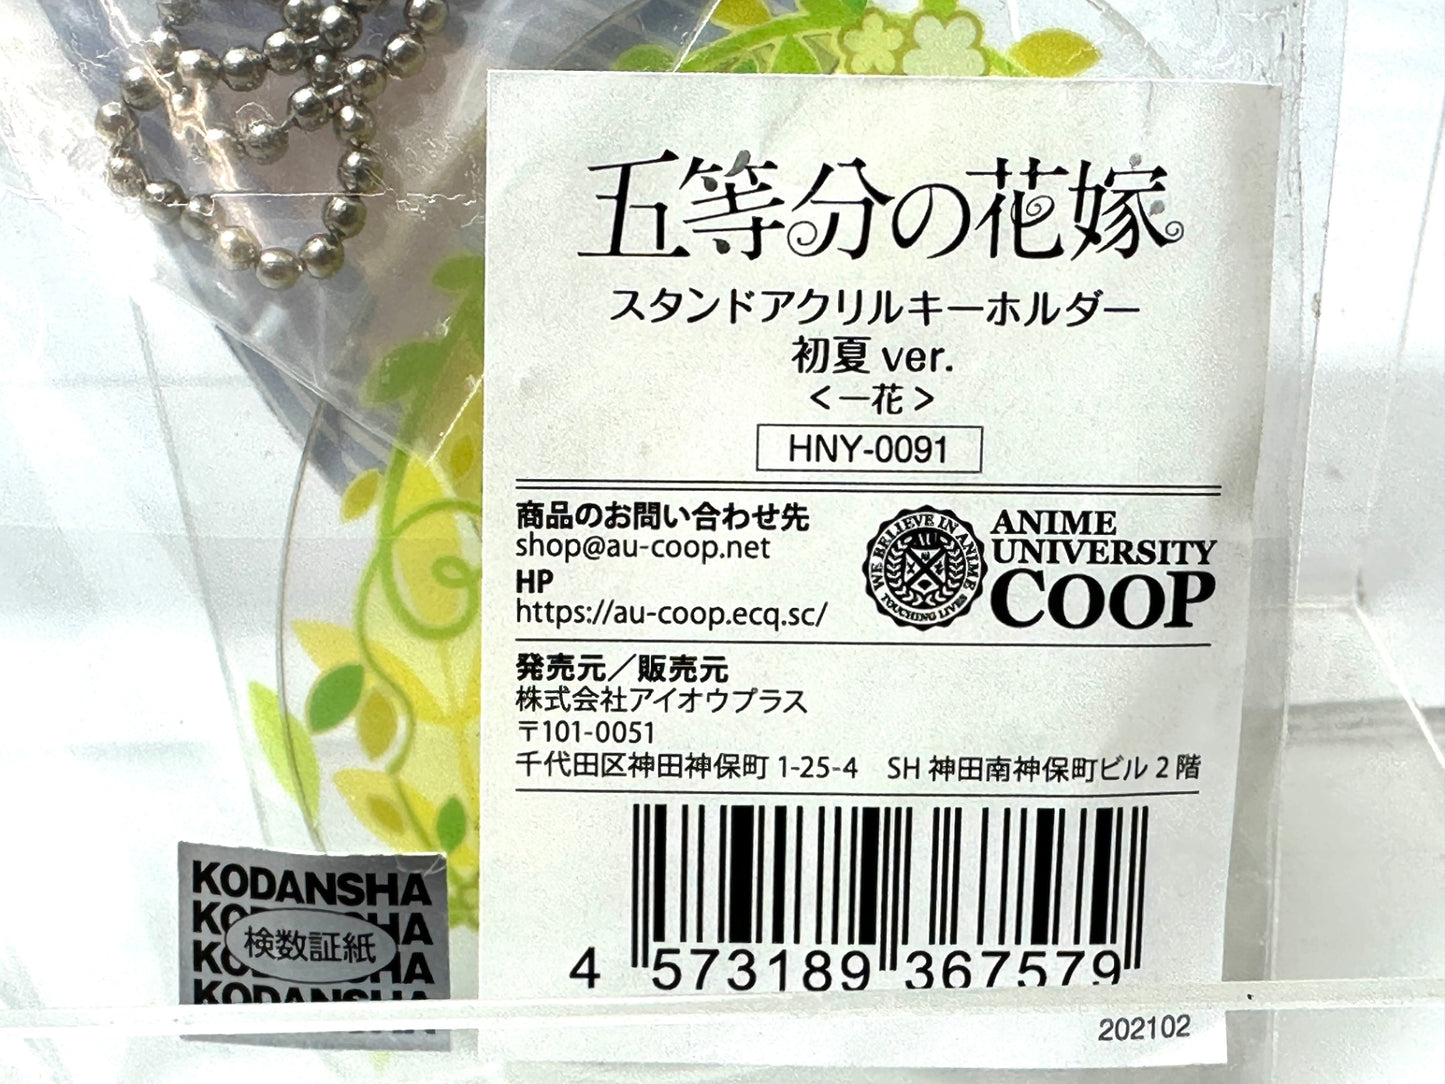 五等分の花嫁
スタンドアクリルキーホルダー
初夏 ver.
<一花>
HNY-0091
商品のお問い合わせ先
shop@au-coop.net
HP
https://au-coop.ecq.sc/
WE BELIEVE IN ANIME
AUC
TOUCHING LIVES
ANIME
UNIVERSITY
COOP
発売元／販売元
株式会社アイオウプラス
〒101-0051
千代田区神田神保町 1-25-4　SH 神田南神保町ビル 2 階
4 573189 367579
202102
KODANSHA
KODANSHA
検数証紙
KODANSHA
KODANSHA